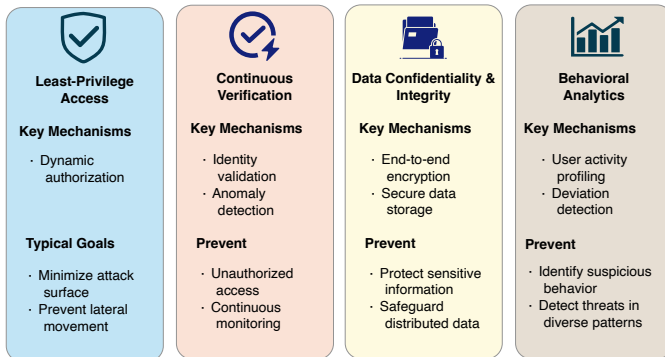 Least-Privilege
Access
Key Mechanisms
· Dynamic
authorization
Typical Goals
· Minimize attack
surface
· Prevent lateral
movement
Continuous
Verification
Key Mechanisms
· Identity
validation
· Anomaly
detection
Prevent
· Unauthorized
access
· Continuous
monitoring
Data Confidentiality &
Integrity
Key Mechanisms
· End-to-end
encryption
· Secure data
storage
Prevent
· Protect sensitive
information
· Safeguard
distributed data
Behavioral
Analytics
Key Mechanisms
· User activity
profiling
· Deviation
detection
Prevent
· Identify suspicious
behavior
· Detect threats in
diverse patterns